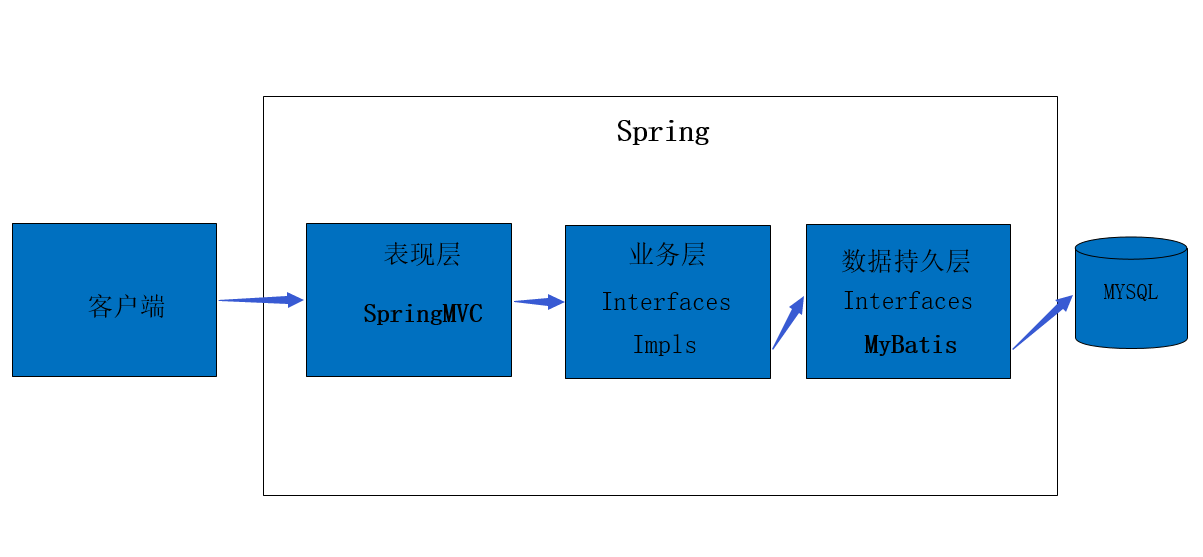 Spring
客户端
表现层
SpringMVC
业务层
Interfaces
Impls
数据持久层
Interfaces
MyBatis
MYSQL